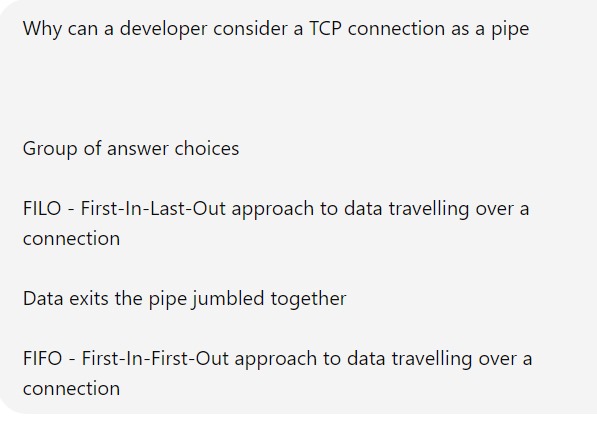 Why can a developer consider a TCP connection as a pipe
Group of answer choices
FILO - First-In-Last-Out approach to data travelling over a
connection
Data exits the pipe jumbled together
FIFO - First-In-First-Out approach to data travelling over a
connection